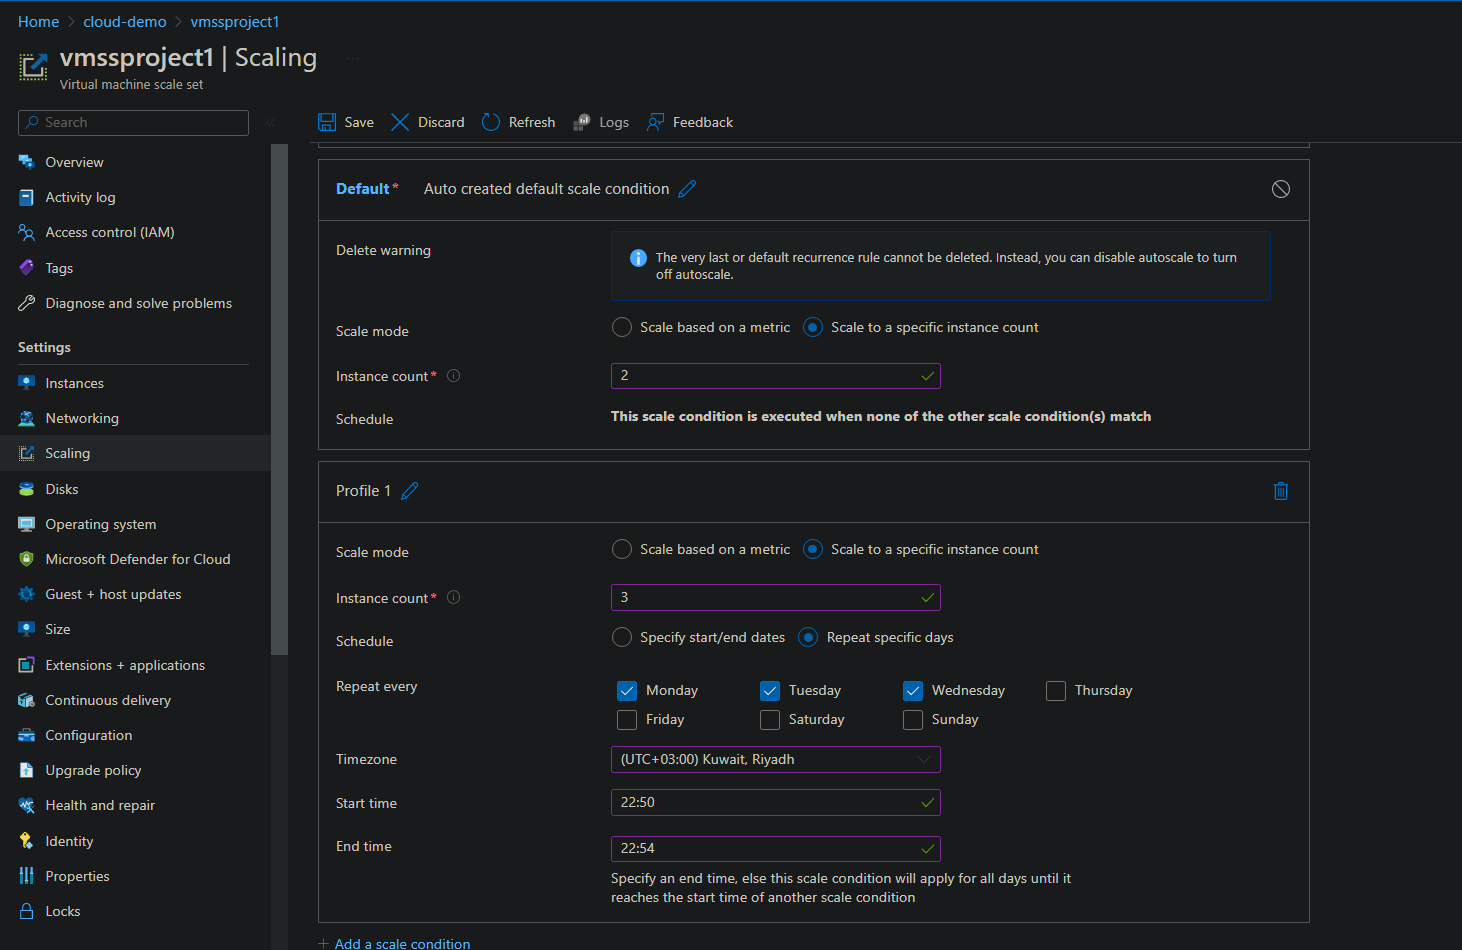 Home > cloud-demo > vmssproject1
vmssproject1 | Scaling ...
Virtual machine scale set
Search
«
Save Discard Refresh Logs Feedback
Overview
Activity log
Access control (IAM)
Tags
Diagnose and solve problems
Settings
Instances
Networking
Scaling
Disks
Operating system
Microsoft Defender for Cloud
Guest + host updates
Size
Extensions + applications
Continuous delivery
Configuration
Upgrade policy
Health and repair
Identity
Properties
Locks
Default* Auto created default scale condition
Delete warning
The very last or default recurrence rule cannot be deleted. Instead, you can disable autoscale to turn
off autoscale.
Scale mode Scale based on a metric Scale to a specific instance count
Instance count* 2
Schedule This scale condition is executed when none of the other scale condition(s) match
Profile 1
Scale mode Scale based on a metric Scale to a specific instance count
Instance count* 3
Schedule Specify start/end dates Repeat specific days
Repeat every Monday Tuesday Wednesday Thursday
Friday Saturday Sunday
Timezone (UTC+03:00) Kuwait, Riyadh
Start time 22:50
End time 22:54
Specify an end time, else this scale condition will apply for all days until it
reaches the start time of another scale condition
+ Add a scale condition